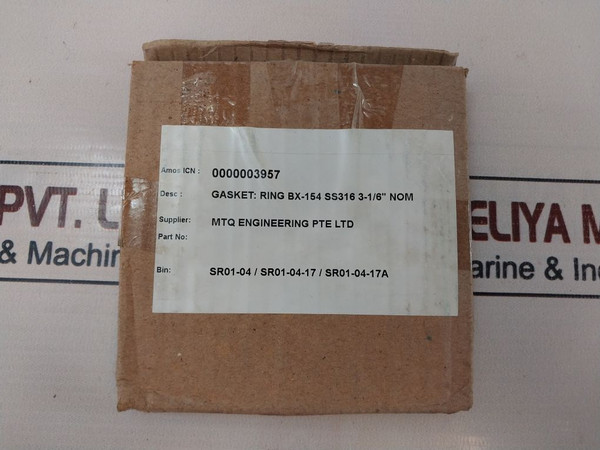 Amos ICN : 0000003957
Desc : GASKET: RING BX-154 SS316 3-1/6" NOM
Supplier: MTQ ENGINEERING PTE LTD
Part No:
Bin: SR01-04 / SR01-04-17 / SR01-04-17A
PVT. L
& Machin
ELIYA M
arine & Ind